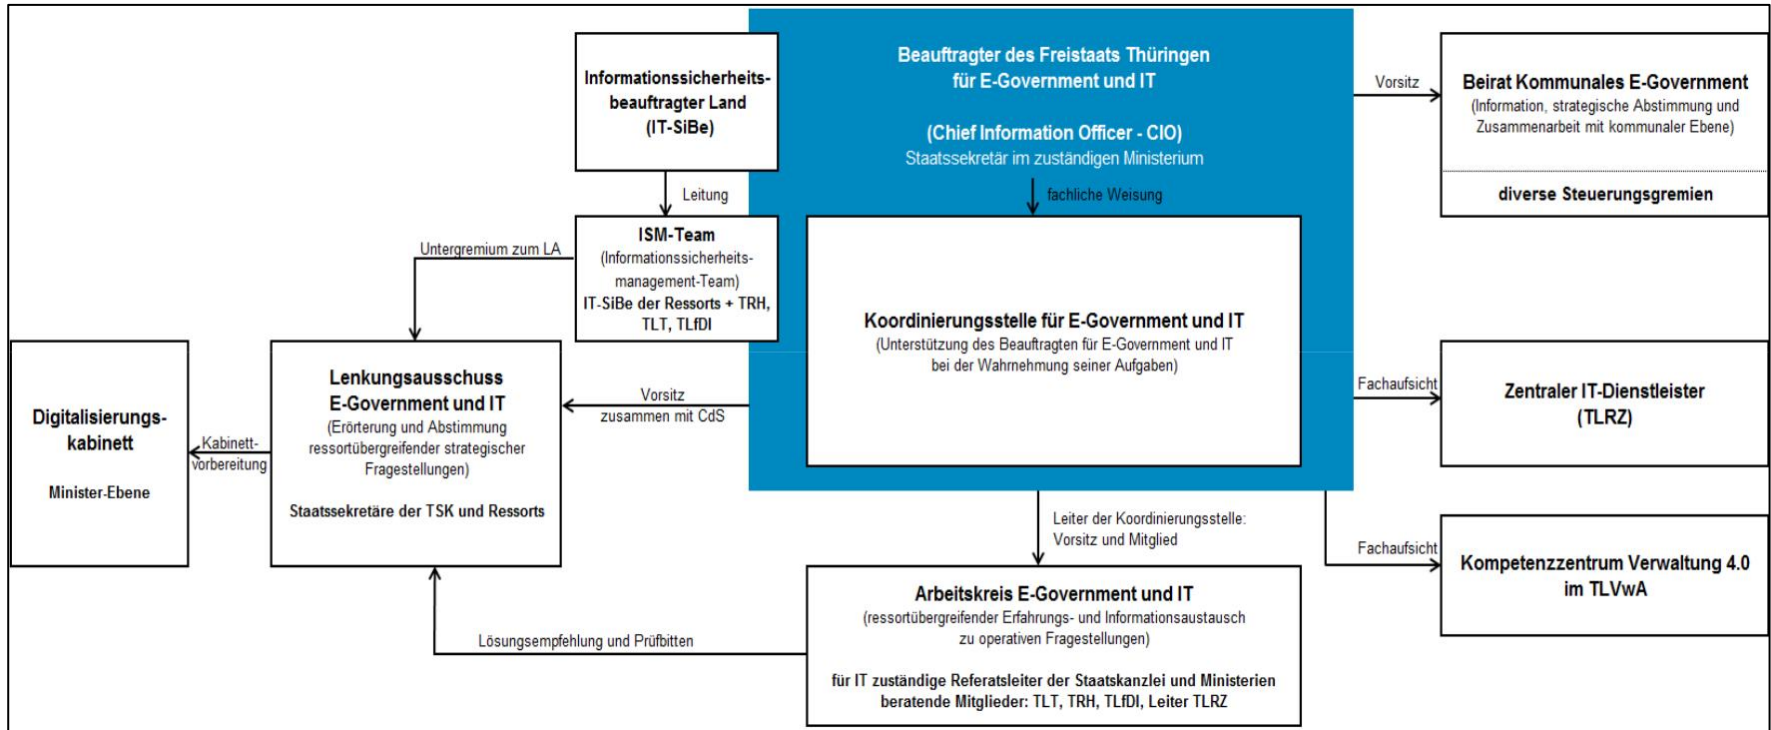 Informationssicherheits-
beauftragter Land
(IT-SiBe)
Leitung
Beauftragter des Freistaats Thüringen
für E-Government und IT
(Chief Information Officer - CIO)
Staatssekretär im zuständigen Ministerium
fachliche Weisung
Vorsitz
Beirat Kommunales E-Government
(Information, strategische Abstimmung und
Zusammenarbeit mit kommunaler Ebene)
diverse Steuerungsgremien
Untergremium zum LA
ISM-Team
(Informationssicherheits-
management-Team)
IT-SiBe der Ressorts + TRH,
TLT, TLfDI
Koordinierungsstelle für E-Government und IT
(Unterstützung des Beauftragten für E-Government und IT
bei der Wahrnehmung seiner Aufgaben)
Digitalisierungs-
kabinett
Minister-Ebene
Kabinett-
vorbereitung
Lenkungsausschuss
E-Government und IT
(Erörterung und Abstimmung
ressortübergreifender strategischer
Fragestellungen)
Staatssekretäre der TSK und Ressorts
Vorsitz
zusammen mit CdS
Fachaufsicht
Zentraler IT-Dienstleister
(TLRZ)
Leiter der Koordinierungsstelle:
Vorsitz und Mitglied
Fachaufsicht
Kompetenzzentrum Verwaltung 4.0
im TLVwA
Lösungsempfehlung und Prüfbitten
Arbeitskreis E-Government und IT
(ressortübergreifender Erfahrungs- und Informationsaustausch
zu operativen Fragestellungen)
für IT zuständige Referatsleiter der Staatskanzlei und Ministerien
beratende Mitglieder: TLT, TRH, TLfDI, Leiter TLRZ